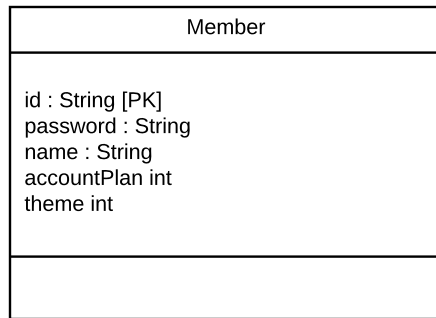 Member
id : String [PK]
password : String
name : String
accountPlan int
theme int